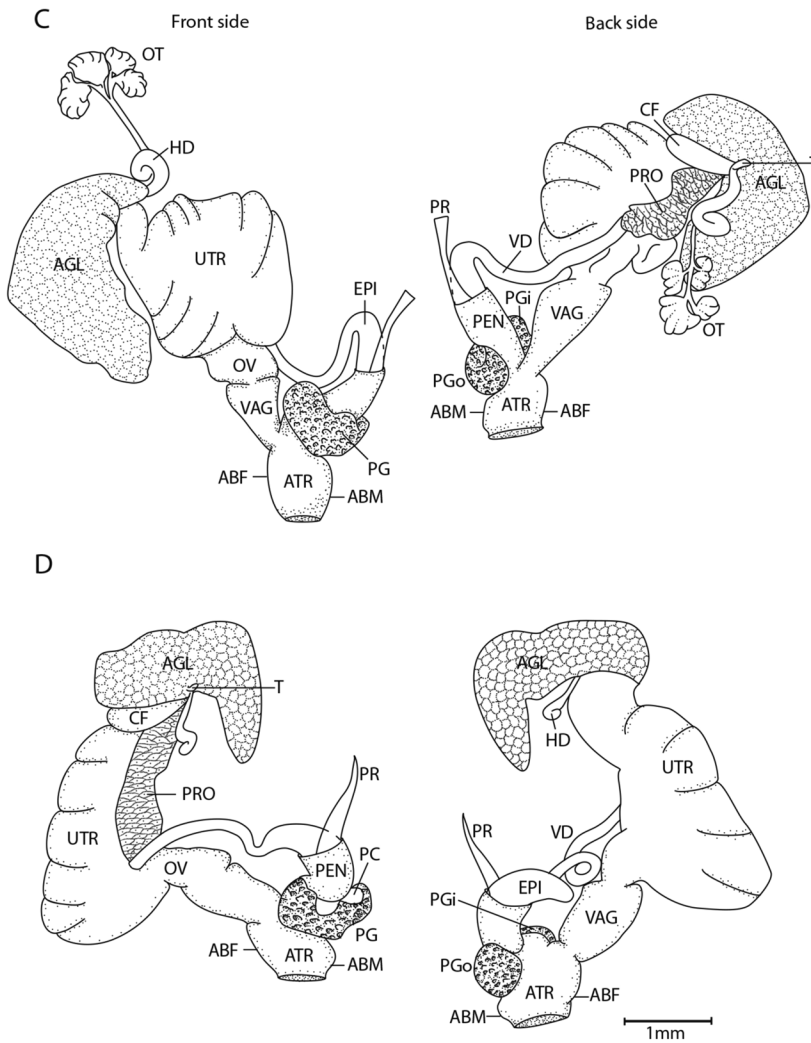 C
Front side
Back side
OT
HD
AGL
UTR
EPI
OV
VAG
PG
ABF
ATR
ABM
CF
PRO
AGL
PR
VD
PGi
PEN
VAG
OT
PGo
ABM
ATR
ABF
D
AGL
T
CF
PRO
PR
UTR
OV
PEN
PC
PG
ABF
ATR
ABM
AGL
HD
UTR
PR
VD
EPI
PGi
VAG
PGo
ATR
ABF
ABM
1mm